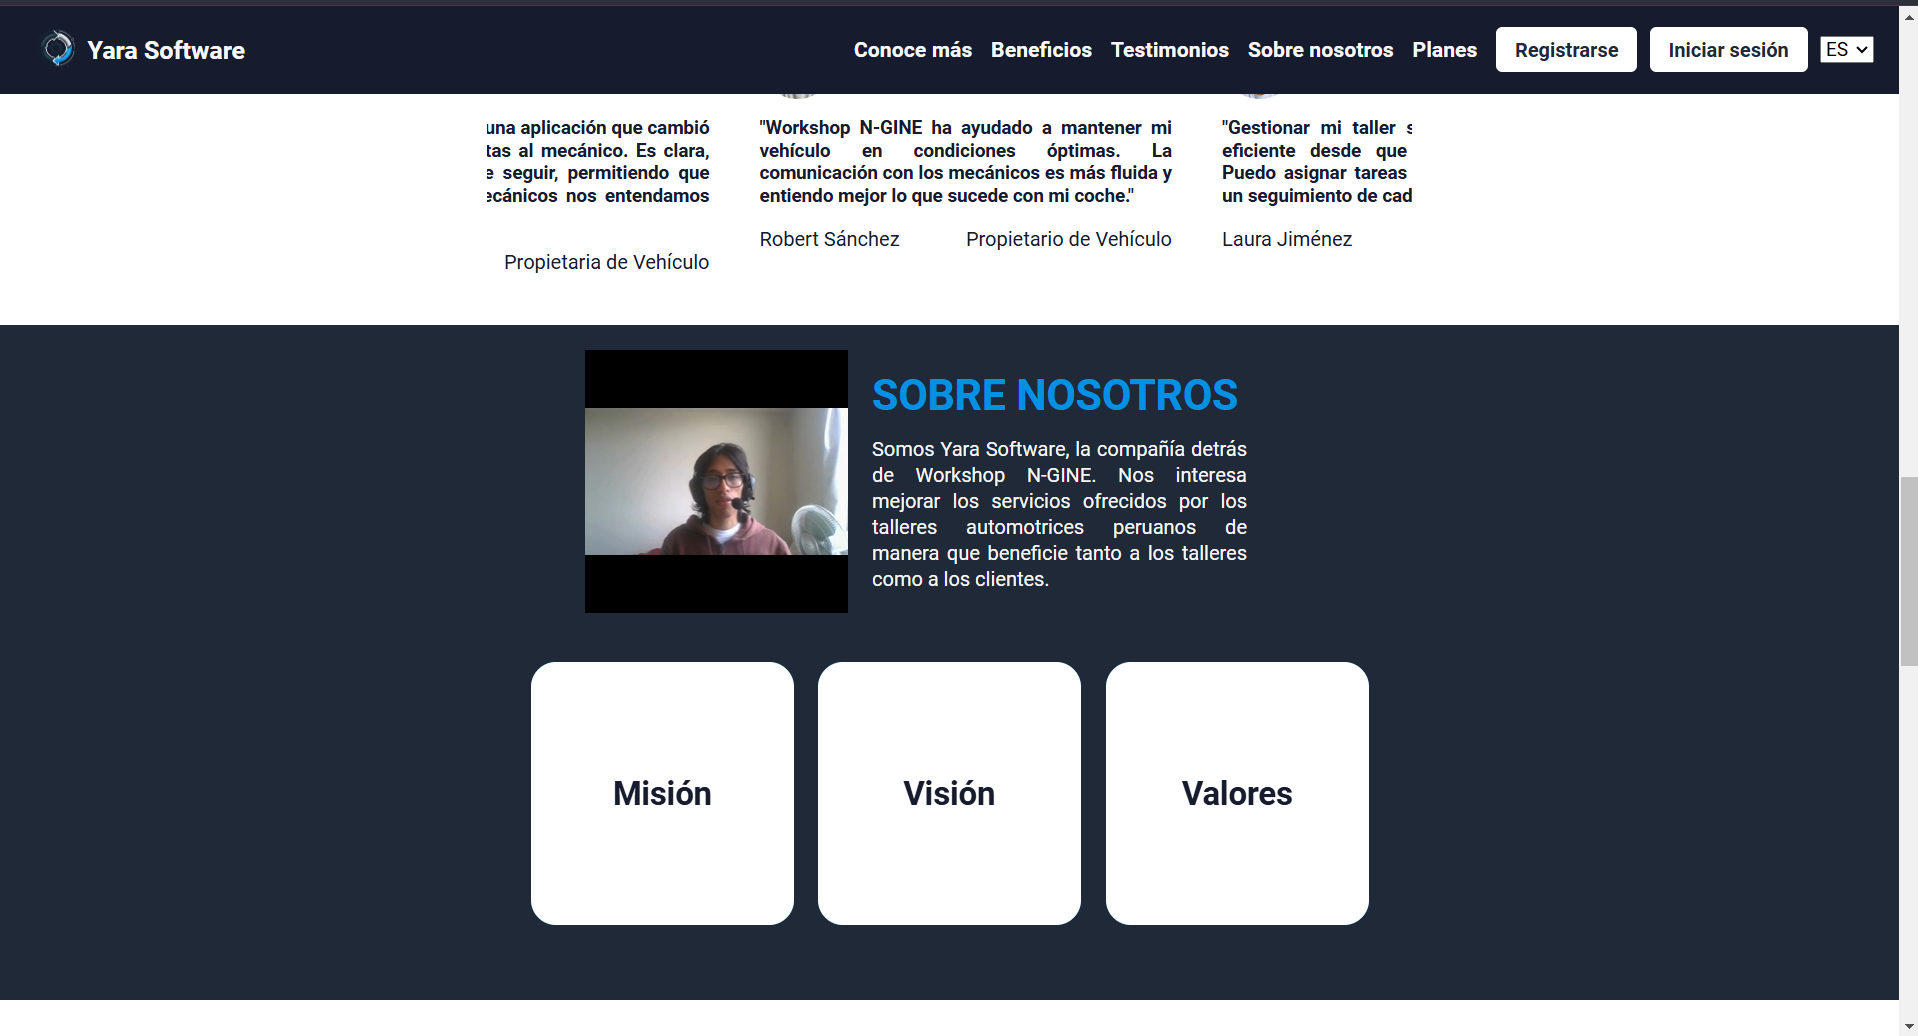 Yara Software
Conoce más Beneficios Testimonios Sobre nosotros Planes Registrarse Iniciar sesión ES
una aplicación que cambió
tas al mecánico. Es clara,
e seguir, permitiendo que
ecánicos nos entendamos
Propietaria de Vehículo
"Workshop N-GINE ha ayudado a mantener mi
vehículo en condiciones óptimas. La
comunicación con los mecánicos es más fluida y
entiendo mejor lo que sucede con mi coche."
Robert Sánchez Propietario de Vehículo
"Gestionar mi taller s
eficiente desde que
Puedo asignar tareas
un seguimiento de cad
Laura Jiménez
SOBRE NOSOTROS
Somos Yara Software, la compañía detrás
de Workshop N-GINE. Nos interesa
mejorar los servicios ofrecidos por los
talleres automotrices peruanos de
manera que beneficie tanto a los talleres
como a los clientes.
Misión
Visión
Valores